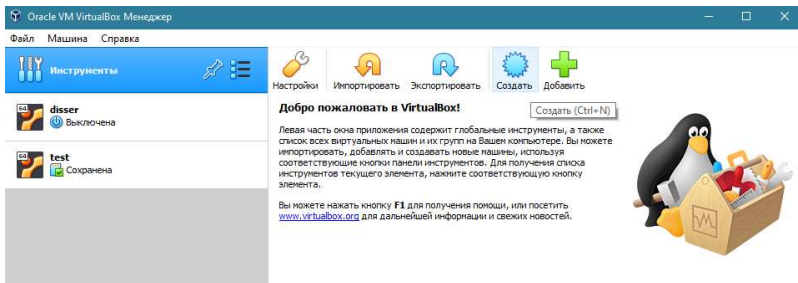 Oracle VM VirtualBox Менеджер
Файл Машина Справка
Инструменты
Настройки Импортировать Экспортировать Создать Добавить
Создать (Ctrl+N)
64
disser
Выключена
64
test
Сохранена
Добро пожаловать в VirtualBox!
Левая часть окна приложения содержит глобальные инструменты, а также
список всех виртуальных машин и их групп на Вашем компьютере. Вы можете
импортировать, добавлять и создавать новые машины, используя
соответствующие кнопки панели инструментов. Для получения списка
инструментов текущего элемента, нажмите соответствующую кнопку
элемента.
Вы можете нажать кнопку F1 для получения помощи, или посетить
www.virtualbox.org для дальнейшей информации и свежих новостей.